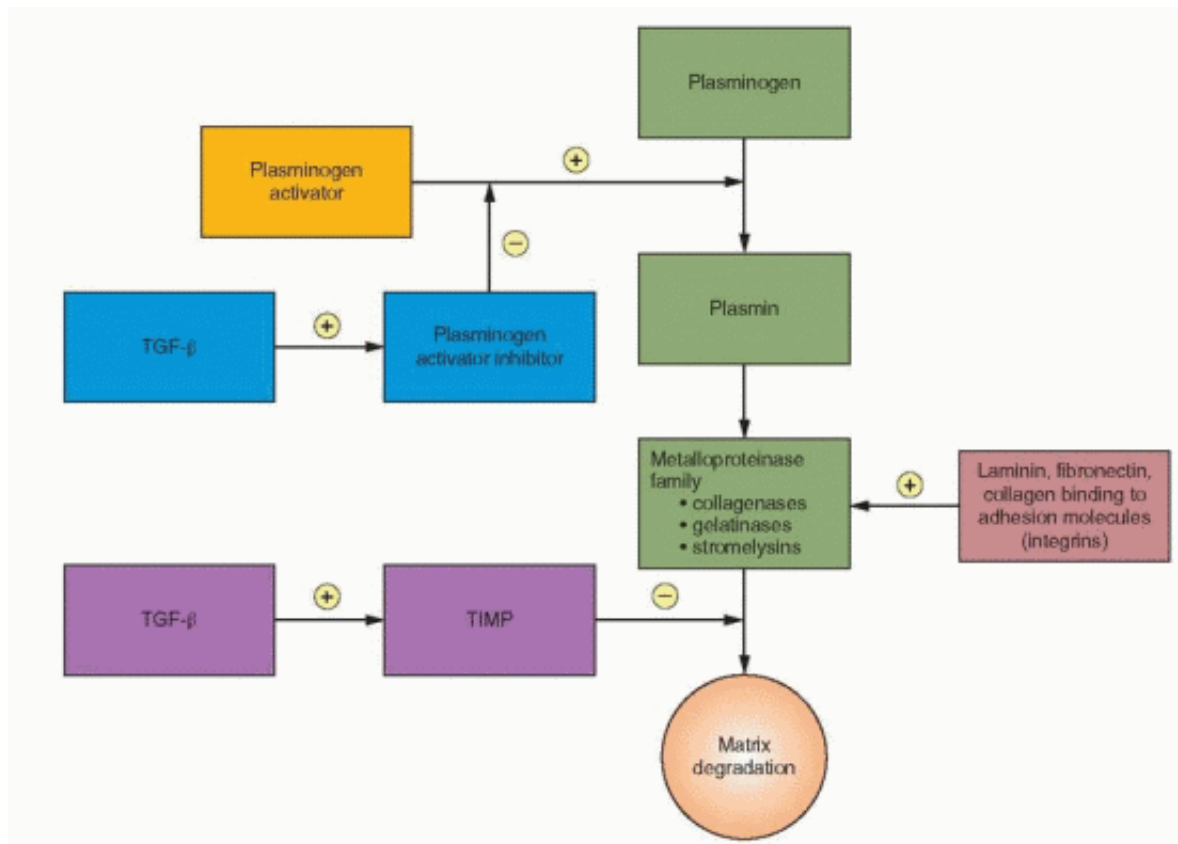 Plasminogen
Plasminogen
activator
+
−
TGF-β
+
Plasminogen
activator inhibitor
Plasmin
Metalloproteinase
family
• collagenases
• gelatinases
• stromelysins
+
Laminin, fibronectin,
collagen binding to
adhesion molecules
(integrins)
TGF-β
+
TIMP
−
Matrix
degradation